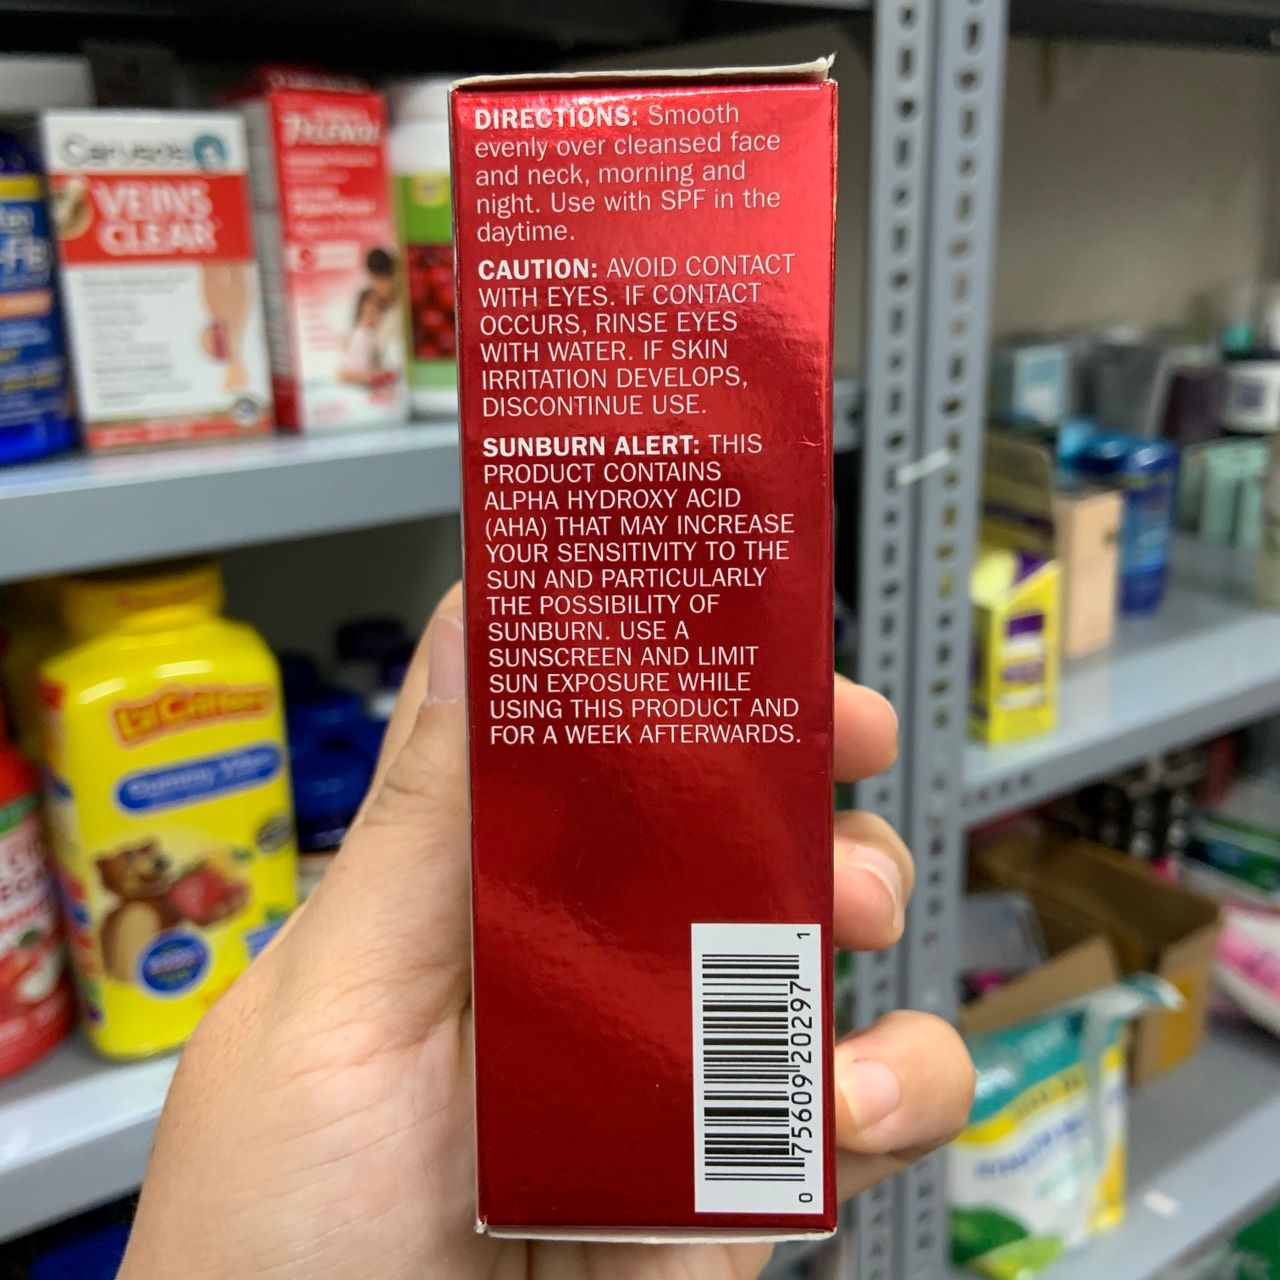 DIRECTIONS: Smooth
evenly over cleansed face
and neck, morning and
night. Use with SPF in the
daytime.
CAUTION: AVOID CONTACT
WITH EYES. IF CONTACT
OCCURS, RINSE EYES
WITH WATER. IF SKIN
IRRITATION DEVELOPS,
DISCONTINUE USE.
SUNBURN ALERT: THIS
PRODUCT CONTAINS
ALPHA HYDROXY ACID
(AHA) THAT MAY INCREASE
YOUR SENSITIVITY TO THE
SUN AND PARTICULARLY
THE POSSIBILITY OF
SUNBURN. USE A
SUNSCREEN AND LIMIT
SUN EXPOSURE WHILE
USING THIS PRODUCT AND
FOR A WEEK AFTERWARDS.
0 75609 20297 1
VEINS
CLEAR
TYLENOL